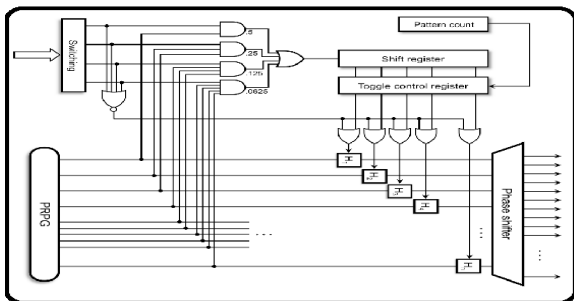 Switching
.5
.25
.125
.0625
Pattern count
Shift register
Toggle control register
H
H
H
H
H
PRPG
Phase shifter